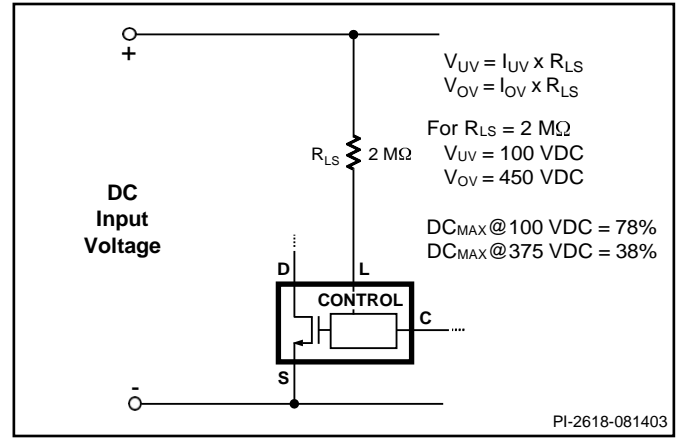 +
V_UV = I_UV x R_LS
V_OV = I_OV x R_LS
For R_LS = 2 MΩ
V_UV = 100 VDC
V_OV = 450 VDC
R_LS 2 MΩ
DC
Input
Voltage
DC_MAX@100 VDC = 78%
DC_MAX@375 VDC = 38%
D L
CONTROL
C
S
-
PI-2618-081403